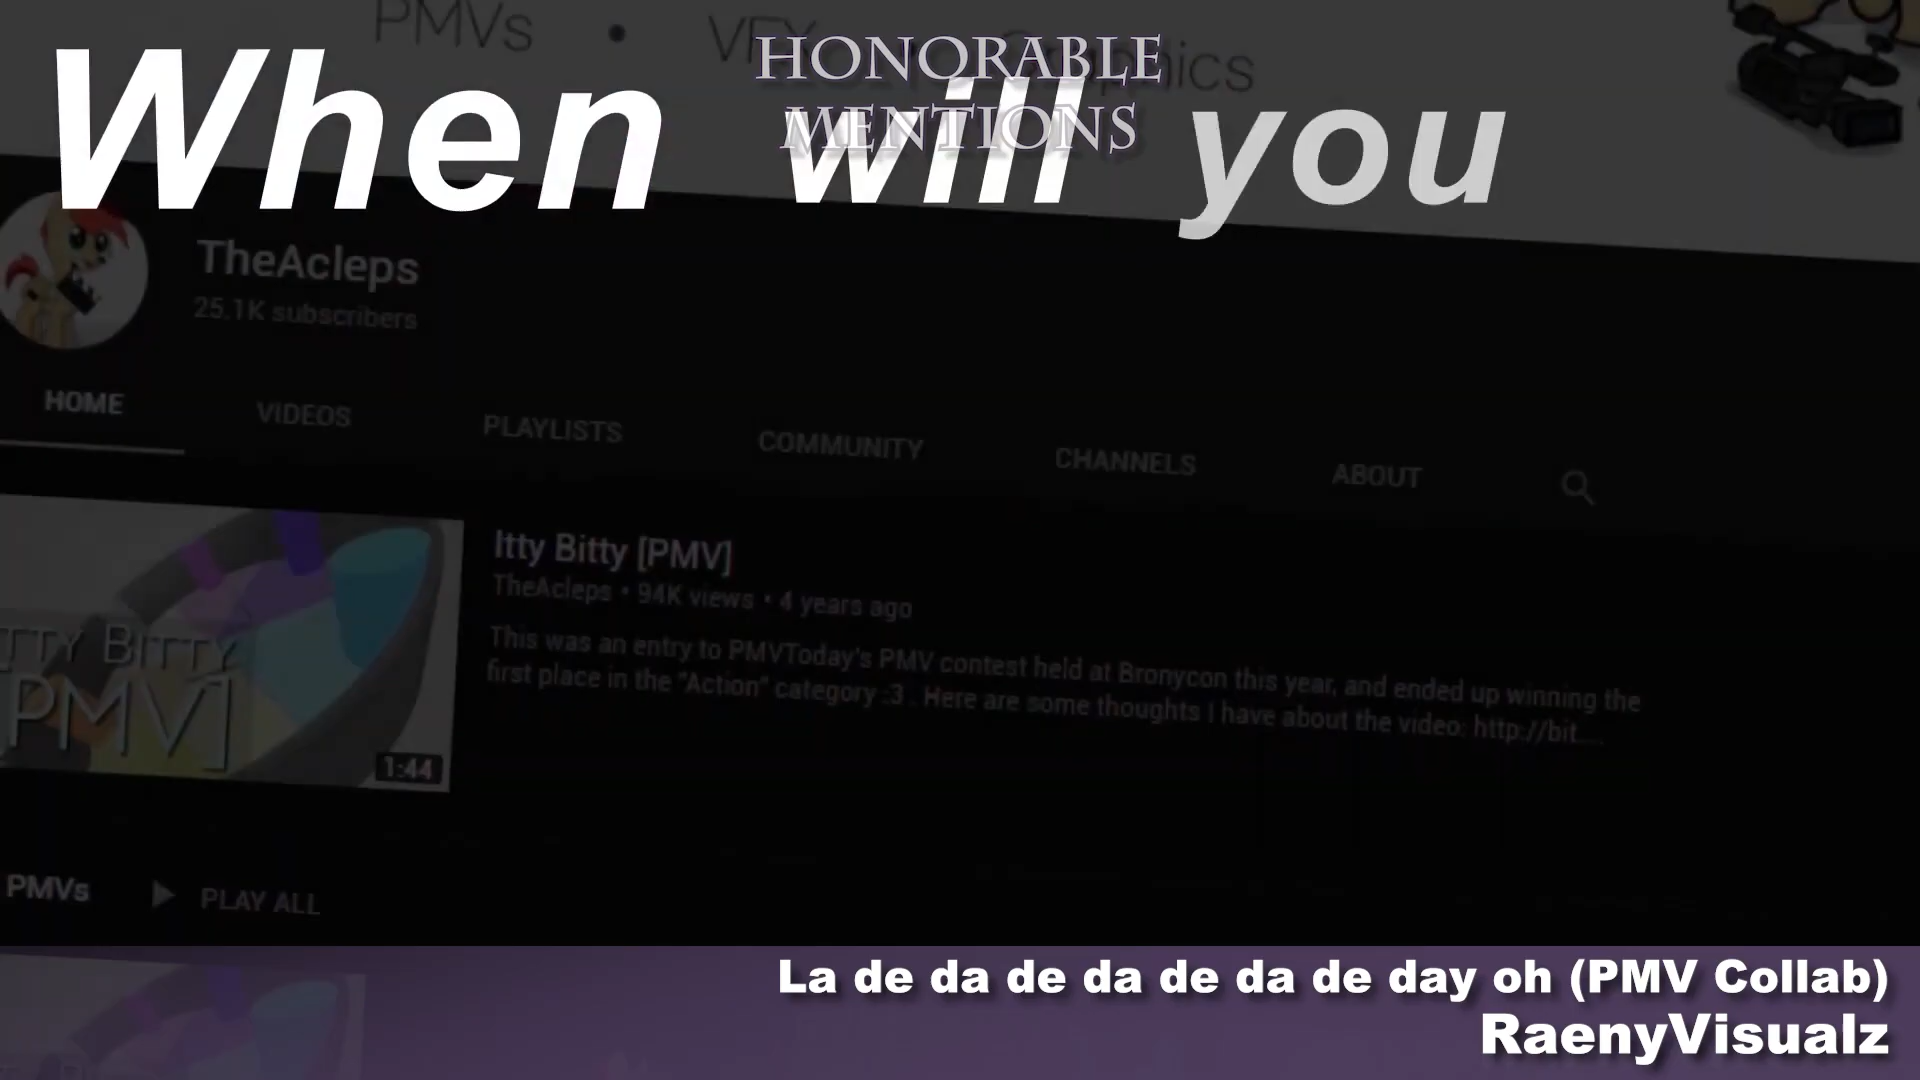 PMVs •
HONORABLE
MENTIONS
When will you
TheAcleps
25.1K subscribers
HOME VIDEOS PLAYLISTS COMMUNITY CHANNELS ABOUT
Itty Bitty [PMV]
TheAcleps • 94K views • 4 years ago
This was an entry to PMVToday's PMV contest held at Bronycon this year, and ended up winning the
first place in the "Action" category :3 . Here are some thoughts I have about the video: http://bit....
ITTY BITTY
[PMV]
1:44
PMVs PLAY ALL
La de da de da de da de day oh (PMV Collab)
RaenyVisualz